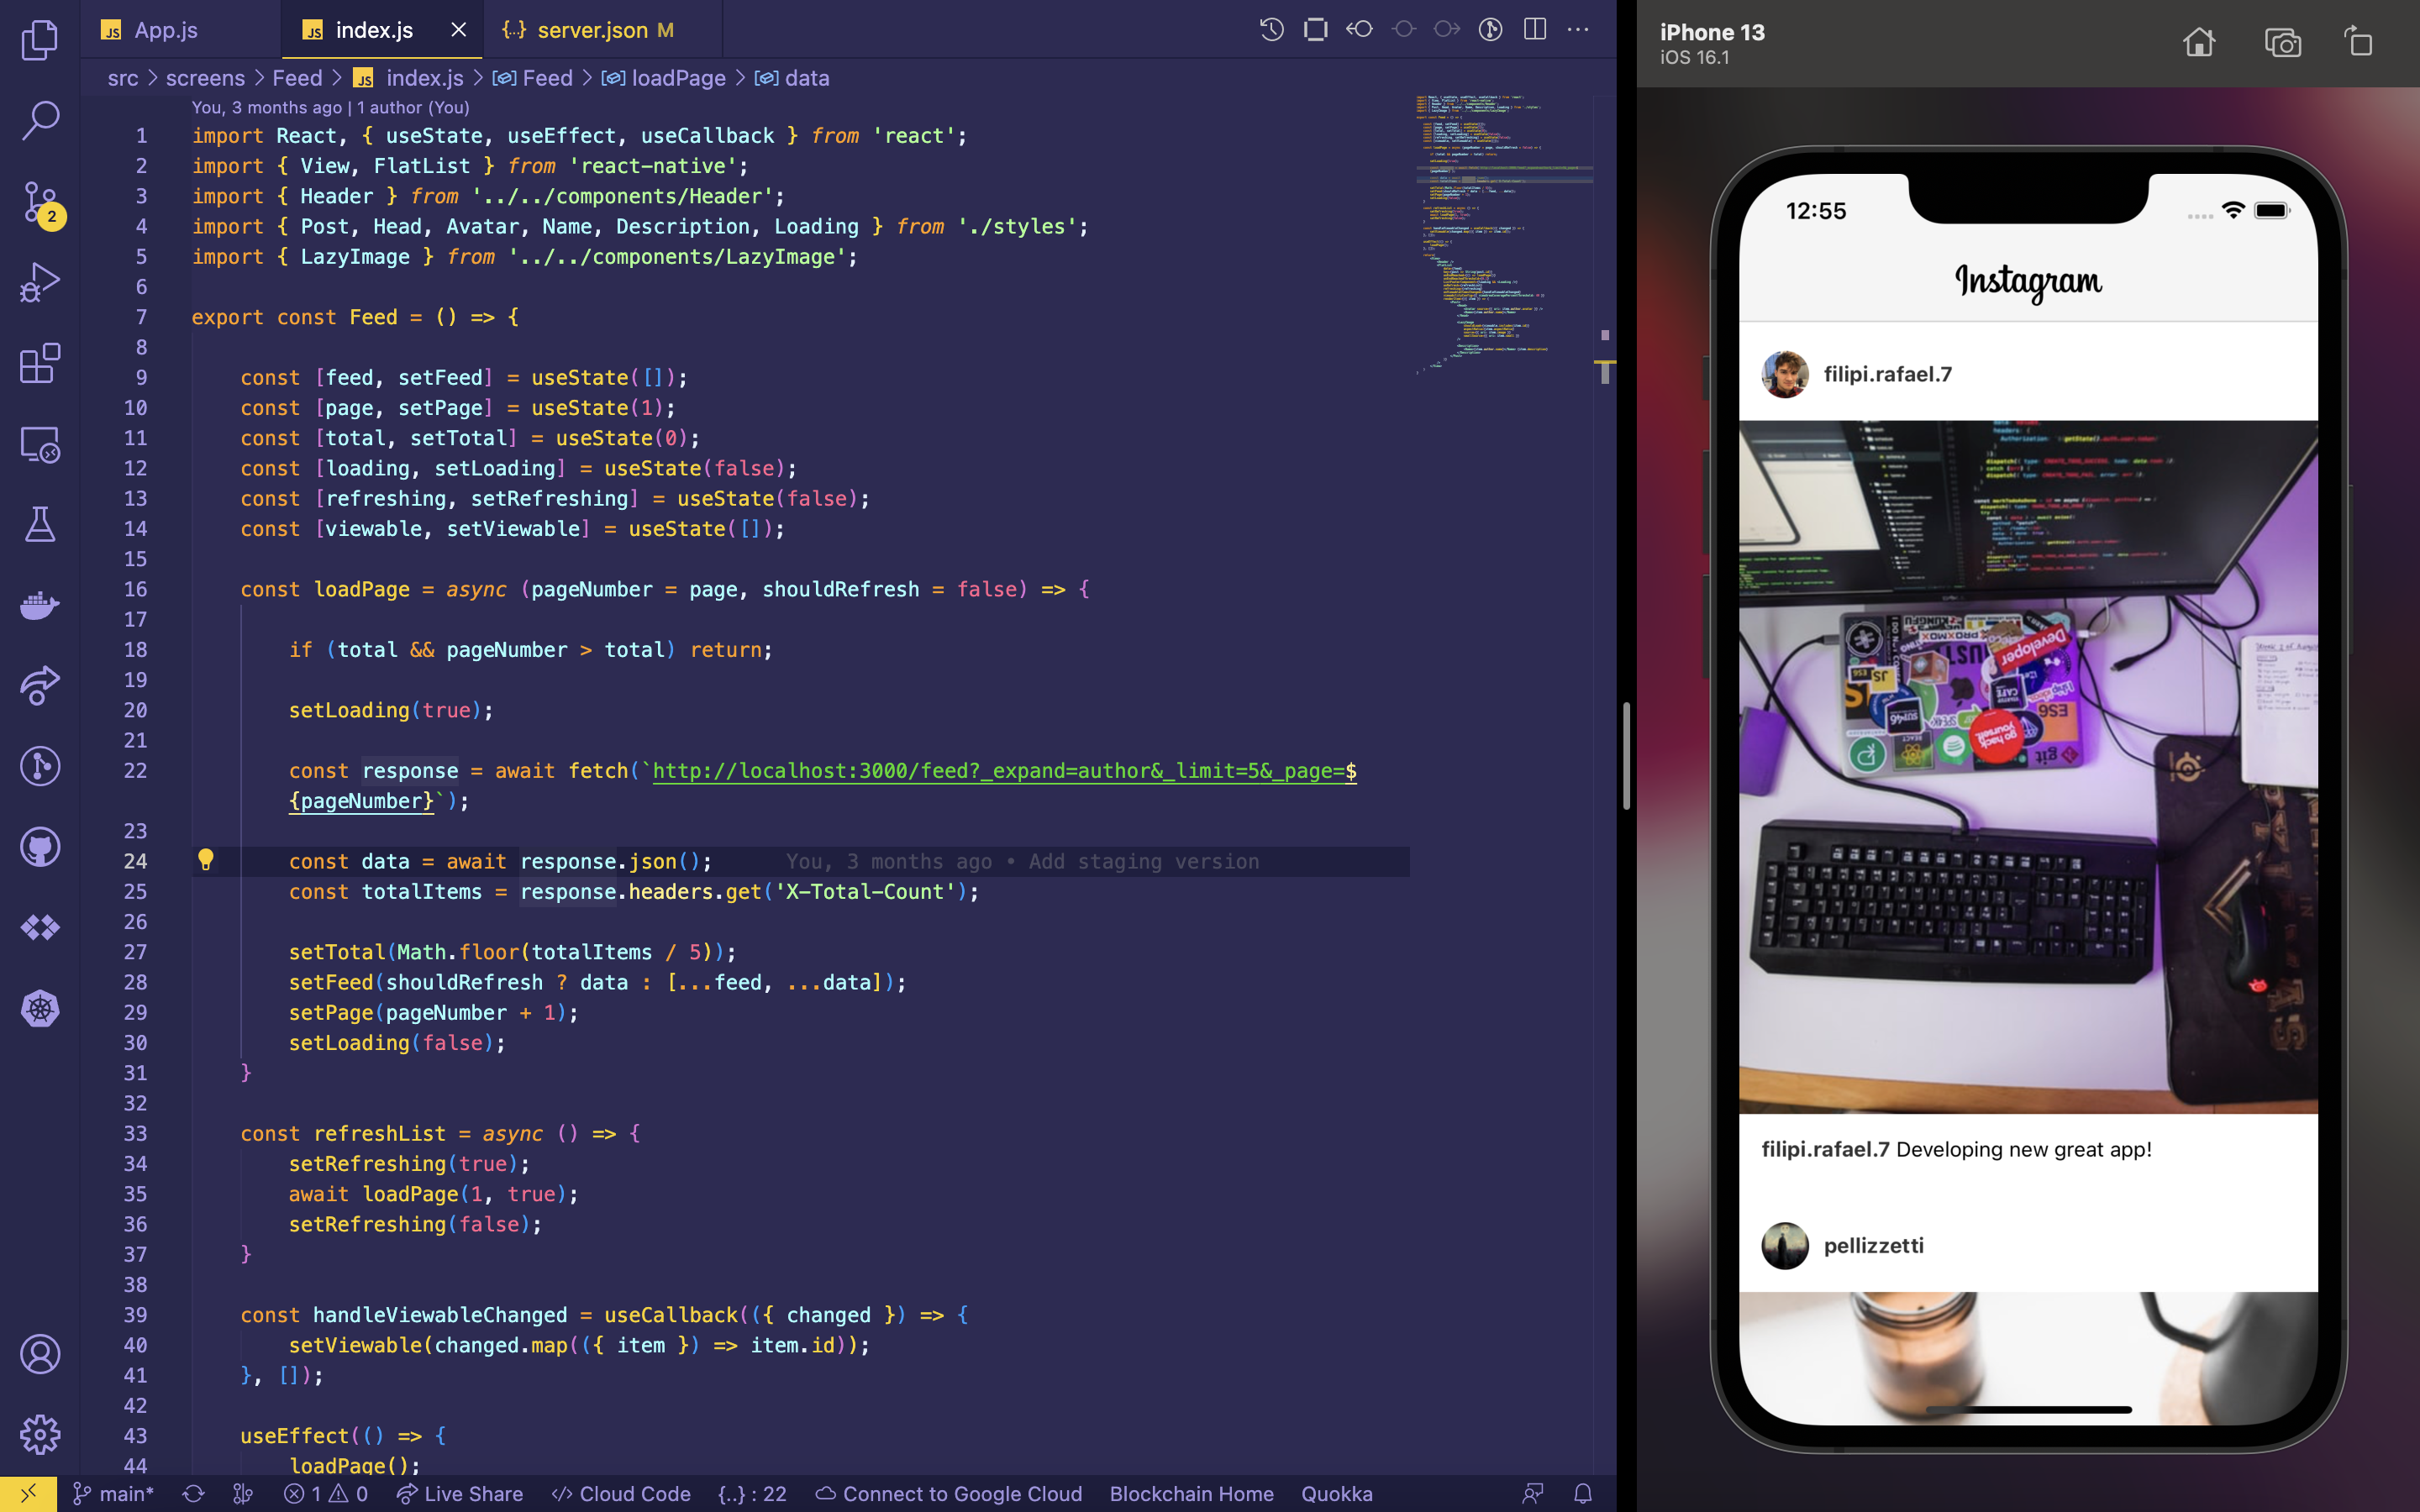 App.js
index.js
{..} server.json M
src > screens > Feed > index.js > Feed > loadPage > data
You, 3 months ago | 1 author (You)
1 import React, { useState, useEffect, useCallback } from 'react';
2 import { View, FlatList } from 'react-native';
3 import { Header } from '../../components/Header';
4 import { Post, Head, Avatar, Name, Description, Loading } from './styles';
5 import { LazyImage } from '../../components/LazyImage';
6
7 export const Feed = () => {
8
9 const [feed, setFeed] = useState([]);
10 const [page, setPage] = useState(1);
11 const [total, setTotal] = useState(0);
12 const [loading, setLoading] = useState(false);
13 const [refreshing, setRefreshing] = useState(false);
14 const [viewable, setViewable] = useState([]);
15
16 const loadPage = async (pageNumber = page, shouldRefresh = false) => {
17
18 if (total && pageNumber > total) return;
19
20 setLoading(true);
21
22 const response = await fetch(`http://localhost:3000/feed?_expand=author&_limit=5&_page=$
{pageNumber}`);
23
24 const data = await response.json(); You, 3 months ago • Add staging version
25 const totalItems = response.headers.get('X-Total-Count');
26
27 setTotal(Math.floor(totalItems / 5));
28 setFeed(shouldRefresh ? data : [...feed, ...data]);
29 setPage(pageNumber + 1);
30 setLoading(false);
31 }
32
33 const refreshList = async () => {
34 setRefreshing(true);
35 await loadPage(1, true);
36 setRefreshing(false);
37 }
38
39 const handleViewableChanged = useCallback(({ changed }) => {
40 setViewable(changed.map(({ item }) => item.id));
41 }, []);
42
43 useEffect(() => {
44 loadPage();
2
main* 1 0 Live Share Cloud Code {..} : 22 Connect to Google Cloud Blockchain Home Quokka
iPhone 13
iOS 16.1
12:55
Instagram
filipi.rafael.7
Developer
go hack yourself.
JS
ES6
git
filipi.rafael.7 Developing new great app!
pellizzetti